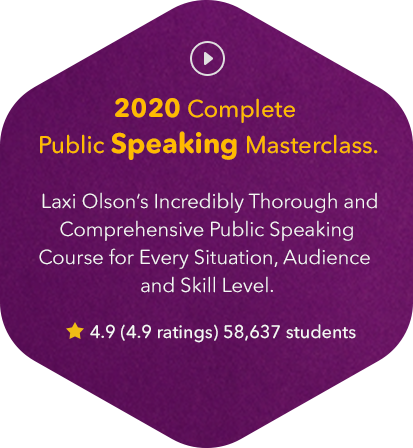 2020 Complete
Public Speaking Masterclass.
Laxi Olson’s Incredibly Thorough and
Comprehensive Public Speaking
Course for Every Situation, Audience
and Skill Level.
4.9 (4.9 ratings) 58,637 students